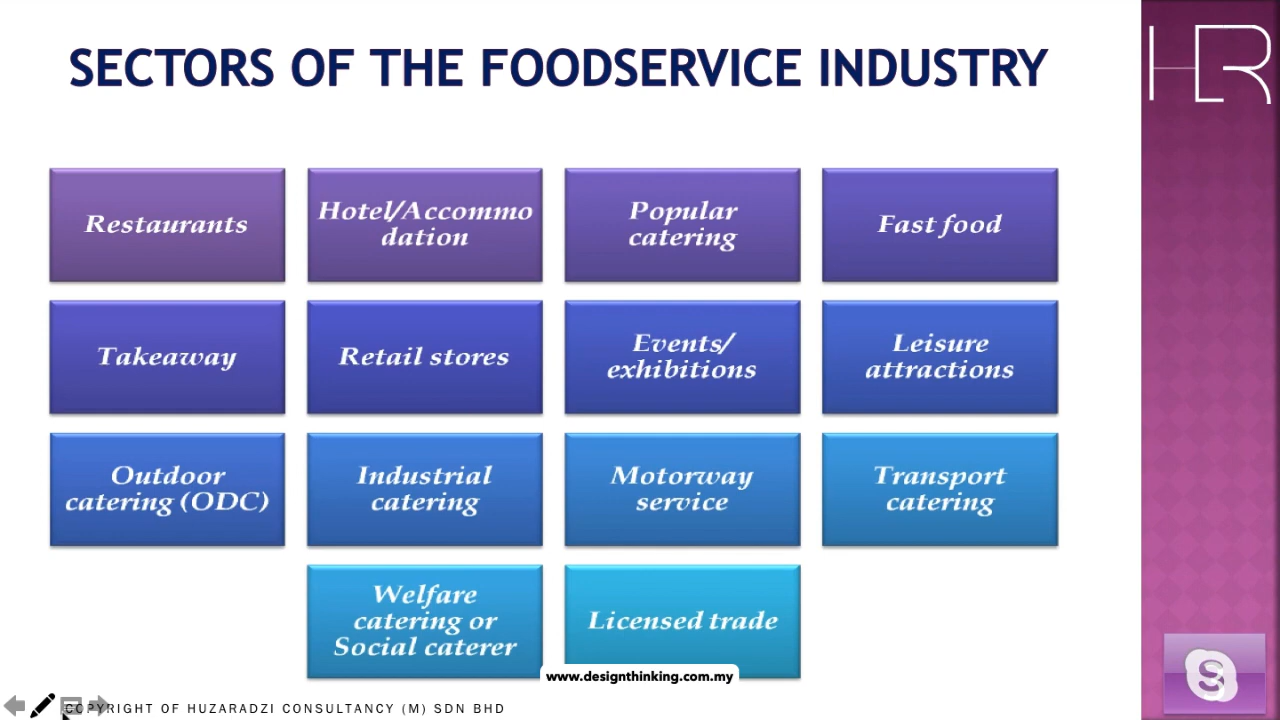 SECTORS OF THE FOODSERVICE INDUSTRY
HR
Restaurants
Hotel/Accommo
dation
Popular
catering
Fast food
Takeaway
Retail stores
Events/
exhibitions
Leisure
attractions
Outdoor
catering (ODC)
Industrial
catering
Motorway
service
Transport
catering
Welfare
catering or
Social caterer
Licensed trade
www.designthinking.com.my
COPYRIGHT OF HUZARADZI CONSULTANCY (M) SDN BHD
S